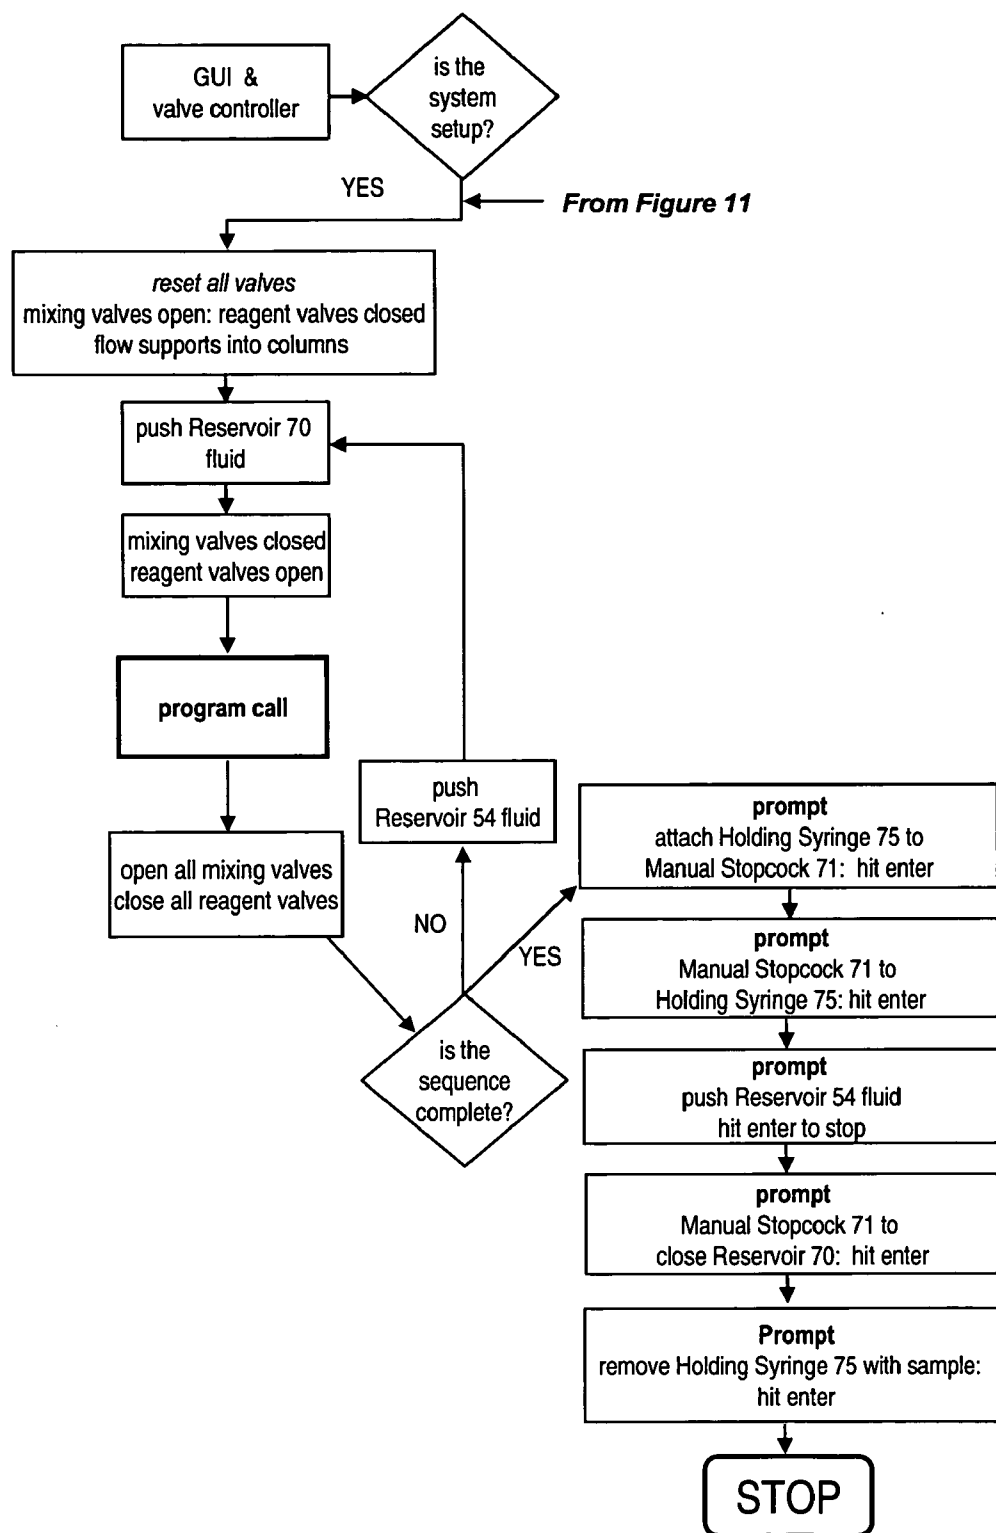 GUI &
valve controller
is the
system
setup?
YES
From Figure 11
reset all valves
mixing valves open: reagent valves closed
flow supports into columns
push Reservoir 70
fluid
mixing valves closed
reagent valves open
program call
open all mixing valves
close all reagent valves
push
Reservoir 54 fluid
NO
YES
is the
sequence
complete?
prompt
attach Holding Syringe 75 to
Manual Stopcock 71: hit enter
prompt
Manual Stopcock 71 to
Holding Syringe 75: hit enter
prompt
push Reservoir 54 fluid
hit enter to stop
prompt
Manual Stopcock 71 to
close Reservoir 70: hit enter
Prompt
remove Holding Syringe 75 with sample:
hit enter
STOP